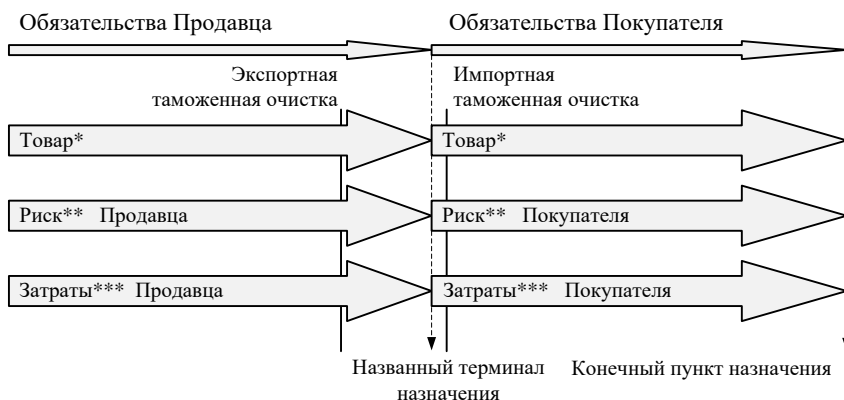 Обязательства Продавца
Обязательства Покупателя
Экспортная
таможенная очистка
Импортная
таможенная очистка
Товар*
Товар*
Риск** Продавца
Риск** Покупателя
Затраты*** Продавца
Затраты*** Покупателя
Названный терминал
назначения
Конечный пункт назначения